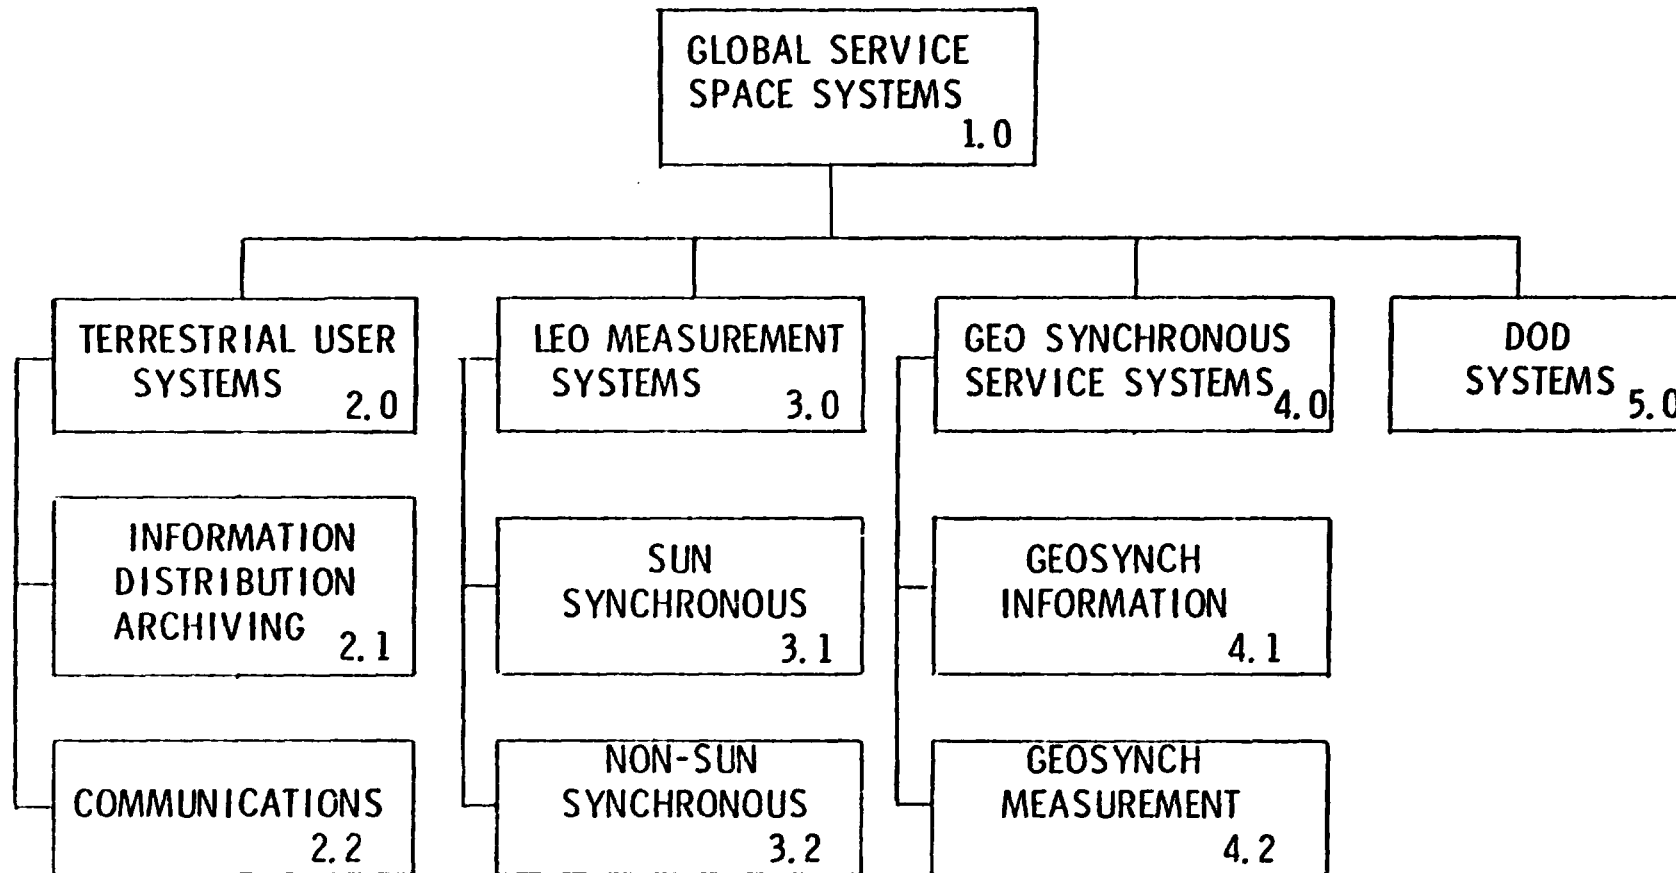 GLOBAL SERVICE
SPACE SYSTEMS
1.0
TERRESTRIAL USER
SYSTEMS
2.0
LEO MEASUREMENT
SYSTEMS
3.0
GEO SYNCHRONOUS
SERVICE SYSTEMS
4.0
DOD
SYSTEMS
5.0
INFORMATION
DISTRIBUTION
ARCHIVING
2.1
SUN
SYNCHRONOUS
3.1
GEOSYNCH
INFORMATION
4.1
COMMUNICATIONS
2.2
NON-SUN
SYNCHRONOUS
3.2
GEOSYNCH
MEASUREMENT
4.2